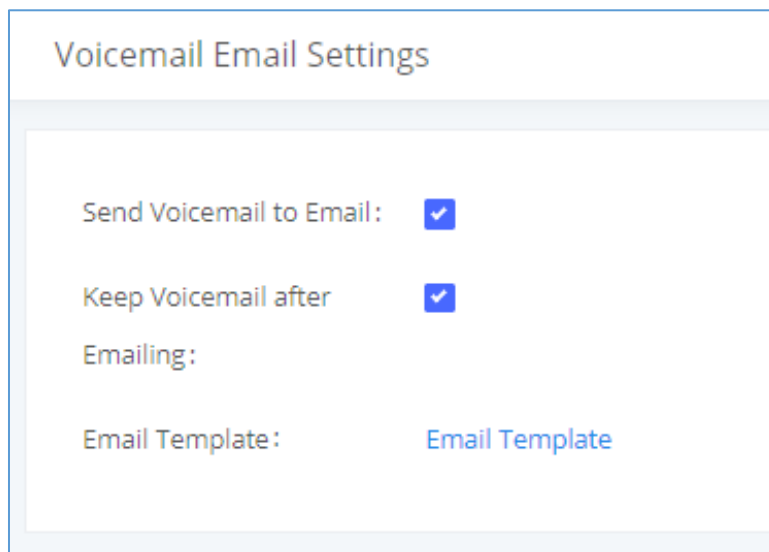 Voicemail Email Settings
Send Voicemail to Email:
Keep Voicemail after
Emailing:
Email Template: Email Template